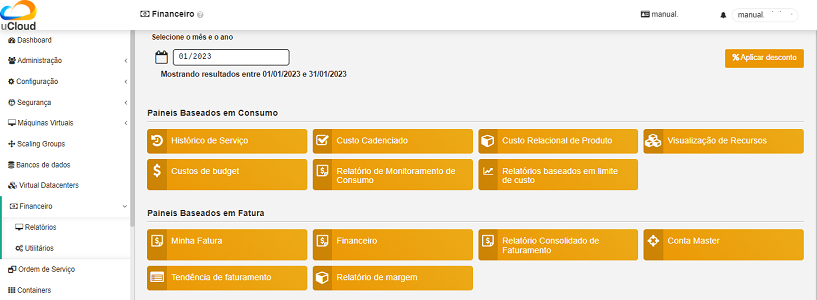 uCloud
Financeiro
manual.
manual.
Dashboard
Administração
Configuração
Segurança
Máquinas Virtuais
Scaling Groups
Bancos de dados
Virtual Datacenters
Financeiro
Relatórios
Utilitários
Ordem de Serviço
Containers
Selecione o mês e o ano
01/2023
Mostrando resultados entre 01/01/2023 e 31/01/2023
% Aplicar desconto
Paineis Baseados em Consumo
Histórico de Serviço
Custo Cadenciado
Custo Relacional de Produto
Visualização de Recursos
Custos de budget
Relatório de Monitoramento de
Consumo
Relatórios baseados em limite
de custo
Paineis Baseados em Fatura
Minha Fatura
Financeiro
Relatório Consolidado de
Faturamento
Conta Master
Tendência de faturamento
Relatório de margem